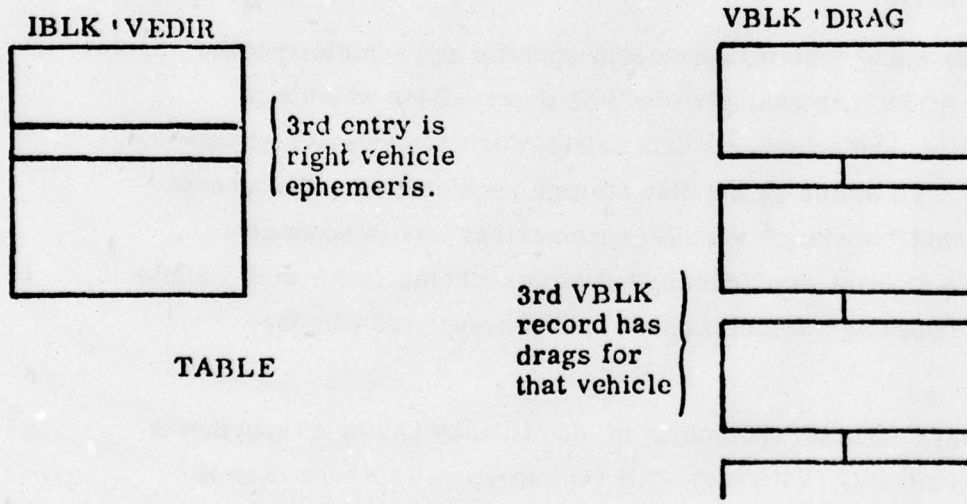 IBLK 'VEDIR
3rd entry is
right vehicle
ephemeris.
TABLE
VBLK 'DRAG
3rd VBLK
record has
drags for
that vehicle